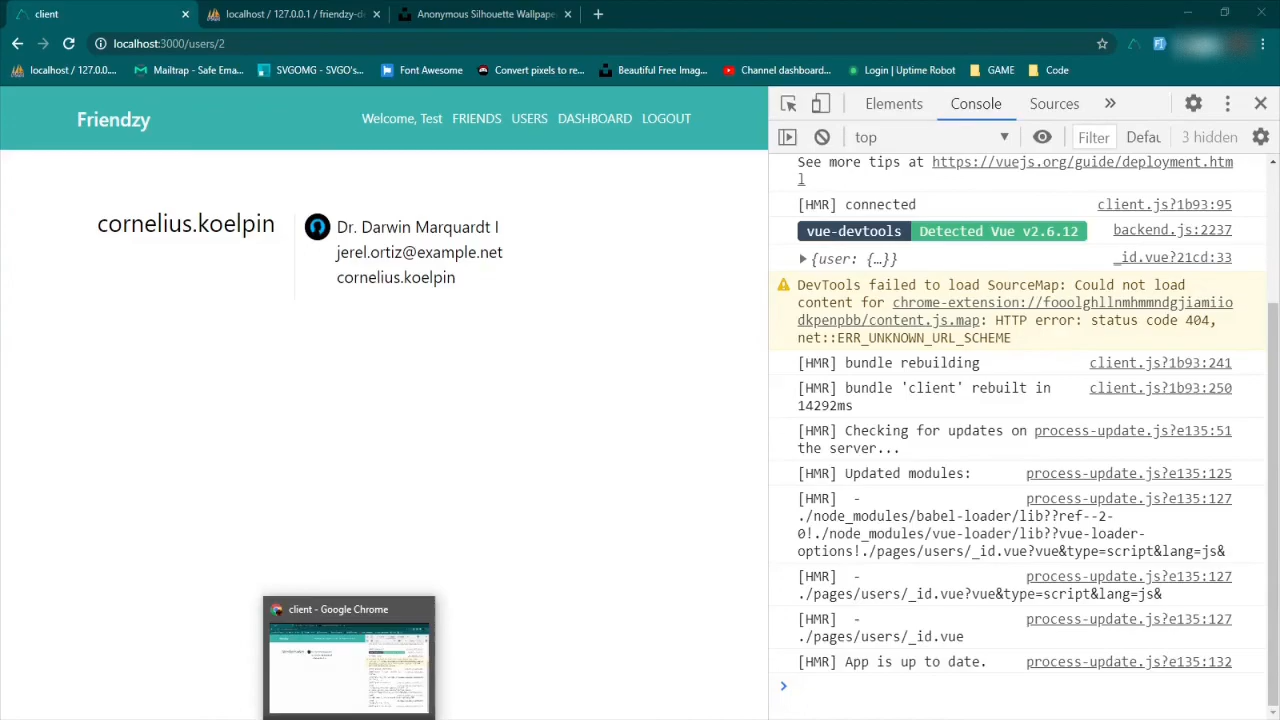 client
localhost / 127.0.0.1 / friendzy-d
Anonymous Silhouette Wallpape
localhost:3000/users/2
localhost / 127.0.0....
Mailtrap - Safe Ema...
SVGOMG - SVGO's...
Font Awesome
Convert pixels to re...
Beautiful Free Imag...
Channel dashboard...
Login | Uptime Robot
GAME
Code
Friendzy
Welcome, Test FRIENDS USERS DASHBOARD LOGOUT
cornelius.koelpin
Dr. Darwin Marquardt I
jerel.ortiz@example.net
cornelius.koelpin
client - Google Chrome
Elements Console Sources
top Filter Defau 3 hidden
See more tips at https://vuejs.org/guide/deployment.htm
l
[HMR] connected client.js?1b93:95
vue-devtools Detected Vue v2.6.12 backend.js:2237
{user: {…}} _id.vue?21cd:33
DevTools failed to load SourceMap: Could not load
content for chrome-extension://fooolghllnmhmmndgjiamiio
dkpenpbb/content.js.map: HTTP error: status code 404,
net::ERR_UNKNOWN_URL_SCHEME
[HMR] bundle rebuilding client.js?1b93:241
[HMR] bundle 'client' rebuilt in client.js?1b93:250
14292ms
[HMR] Checking for updates on process-update.js?e135:51
the server...
[HMR] Updated modules: process-update.js?e135:125
[HMR] - process-update.js?e135:127
./node_modules/babel-loader/lib??ref--2-
0!./node_modules/vue-loader/lib??vue-loader-
options!./pages/users/_id.vue?vue&type=script&lang=js&
[HMR] - process-update.js?e135:127
./pages/users/_id.vue?vue&type=script&lang=js&
process-update.js?e135:127
users/_id.vue
is up to date. process-update.js?e135:132